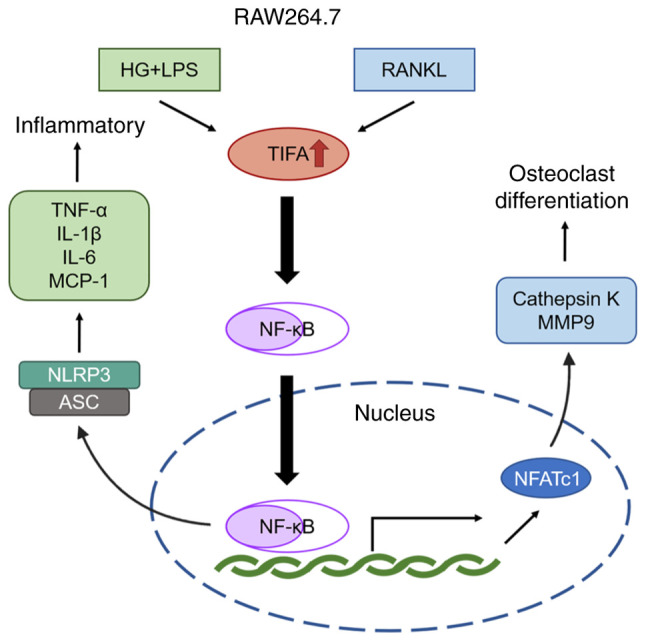 RAW264.7
HG+LPS
RANKL
Inflammatory
TIFA
Osteoclast
differentiation
TNF-α
IL-1β
IL-6
MCP-1
Cathepsin K
MMP9
NF-κB
NLRP3
ASC
Nucleus
NFATc1
NF-κB